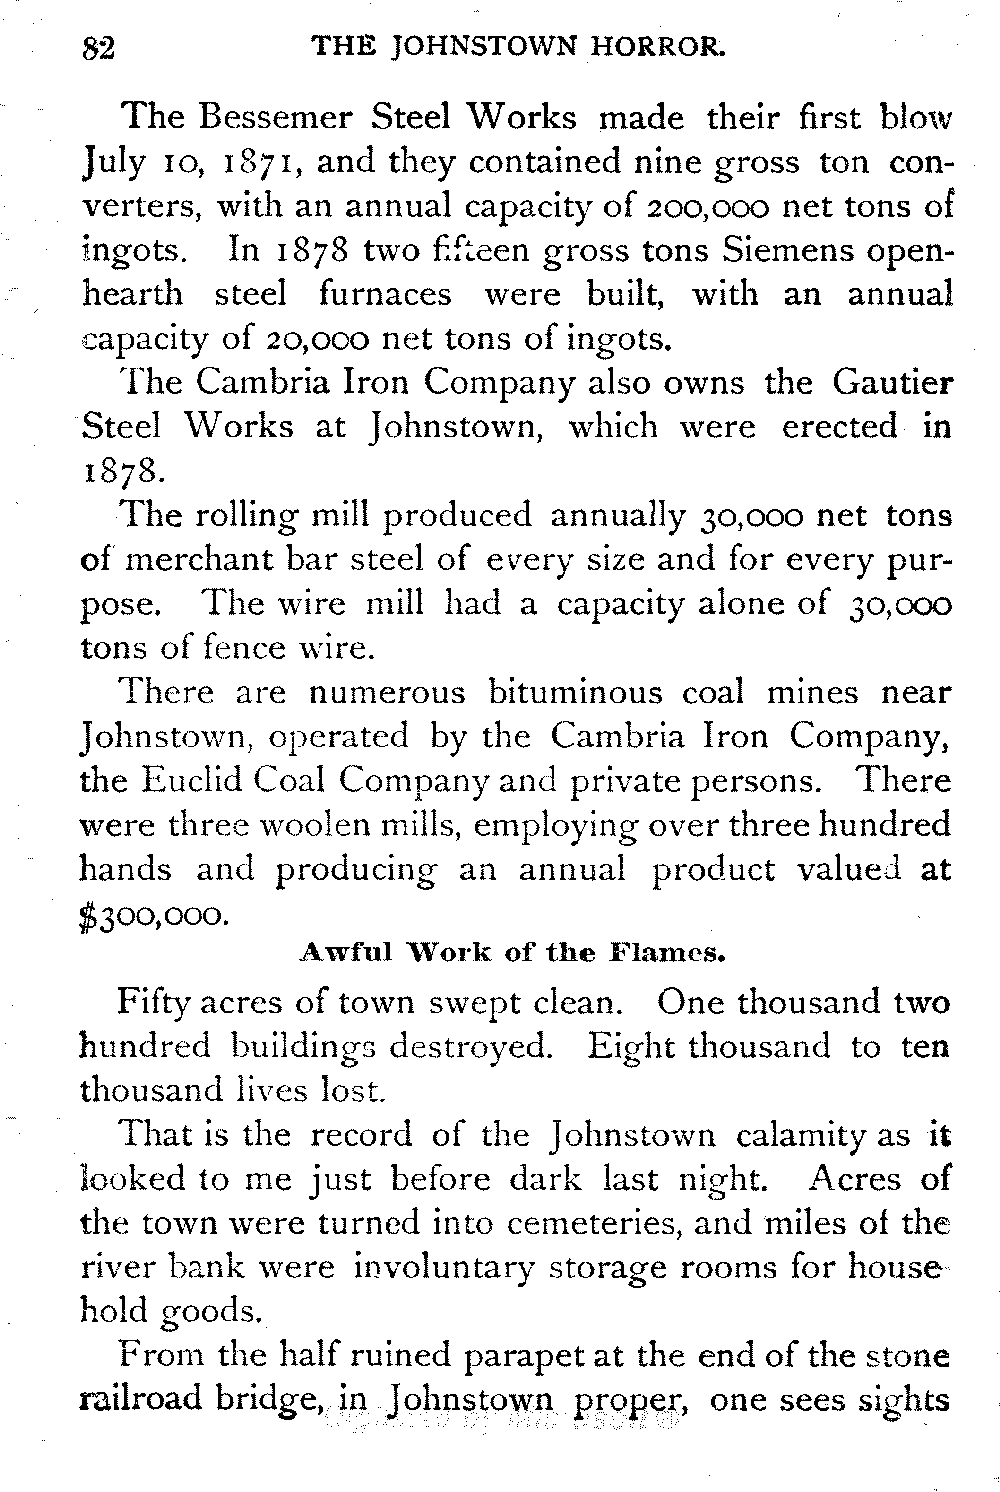 82 THE JOHNSTOWN HORROR.
The Bessemer Steel Works made their first blow
July 10, 1871, and they contained nine gross ton con-
verters, with an annual capacity of 200,000 net tons of
ingots. In 1878 two fifteen gross tons Siemens open-
hearth steel furnaces were built, with an annual
capacity of 20,000 net tons of ingots.
The Cambria Iron Company also owns the Gautier
Steel Works at Johnstown, which were erected in
1878.
The rolling mill produced annually 30,000 net tons
of merchant bar steel of every size and for every pur-
pose. The wire mill had a capacity alone of 30,000
tons of fence wire.
There are numerous bituminous coal mines near
Johnstown, operated by the Cambria Iron Company,
the Euclid Coal Company and private persons. There
were three woolen mills, employing over three hundred
hands and producing an annual product valued at
$300,000.
Awful Work of the Flames.
Fifty acres of town swept clean. One thousand two
hundred buildings destroyed. Eight thousand to ten
thousand lives lost.
That is the record of the Johnstown calamity as it
looked to me just before dark last night. Acres of
the town were turned into cemeteries, and miles of the
river bank were involuntary storage rooms for house-
hold goods.
From the half ruined parapet at the end of the stone
railroad bridge, in Johnstown proper, one sees sights